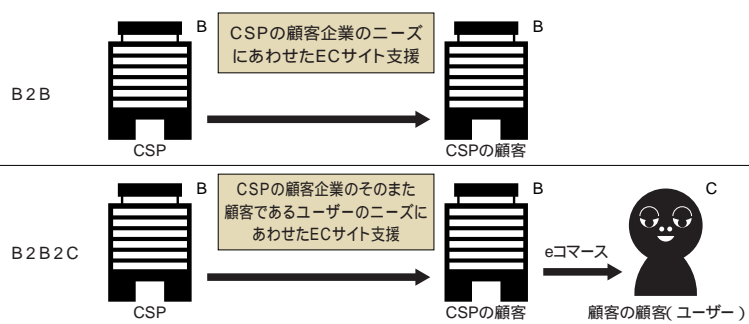 B
CSPの顧客企業のニーズ
にあわせたECサイト支援
B
B2B
CSP
CSPの顧客
B
CSPの顧客企業のそのまた
顧客であるユーザーのニーズに
あわせたECサイト支援
B
C
B2B2C
eコマース
CSP
CSPの顧客
顧客の顧客(ユーザー)